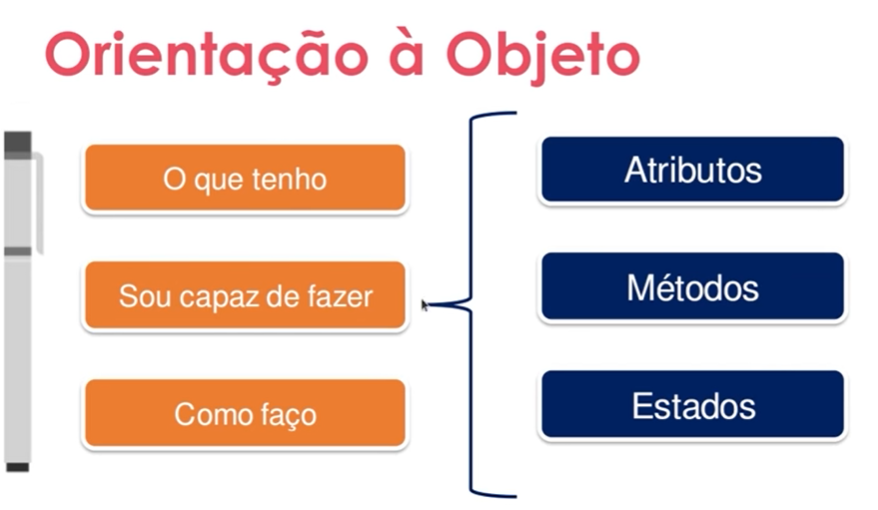 Orientação à Objeto
O que tenho
Sou capaz de fazer
Como faço
Atributos
Métodos
Estados